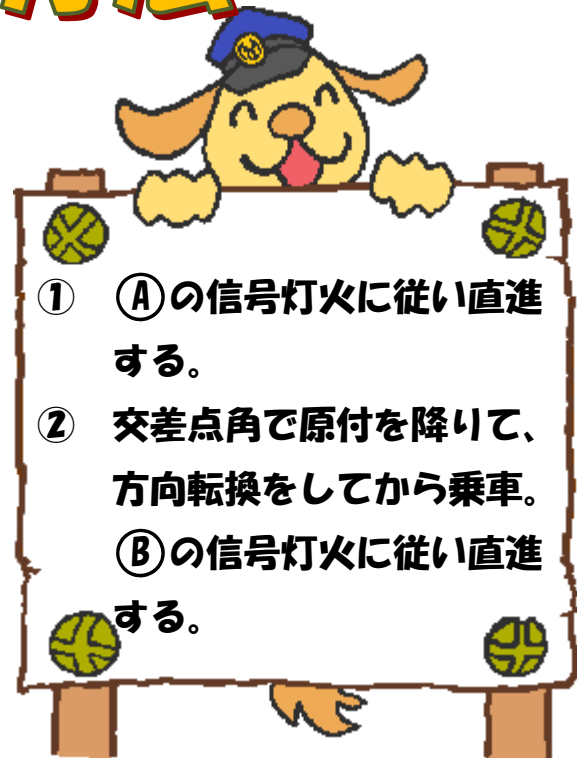 方法
① Ⓐの信号灯火に従い直進
する。
② 交差点角で原付を降りて、
方向転換をしてから乗車。
Ⓑの信号灯火に従い直進
する。